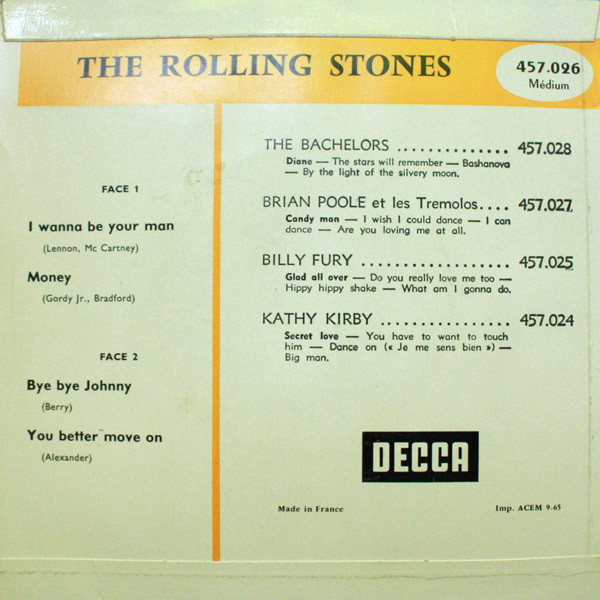 THE ROLLING STONES
457.026
Médium
FACE 1
I wanna be your man
(Lennon, Mc Cartney)
Money
(Gordy Jr., Bradford)
FACE 2
Bye bye Johnny
(Berry)
You better move on
(Alexander)
THE BACHELORS .............. 457.028
Diane — The stars will remember — Bashanova
— By the light of the silvery moon.
BRIAN POOLE et les Tremolos.... 457.027
Candy man — I wish I could dance — I can
dance — Are you loving me at all.
BILLY FURY .................. 457.025
Glad all over — Do you really love me too —
Hippy hippy shake — What am I gonna do.
KATHY KIRBY ................ 457.024
Secret love — You have to want to touch
him — Dance on (« Je me sens bien ») —
Big man.
DECCA
Made in France
Imp. ACEM 9.65